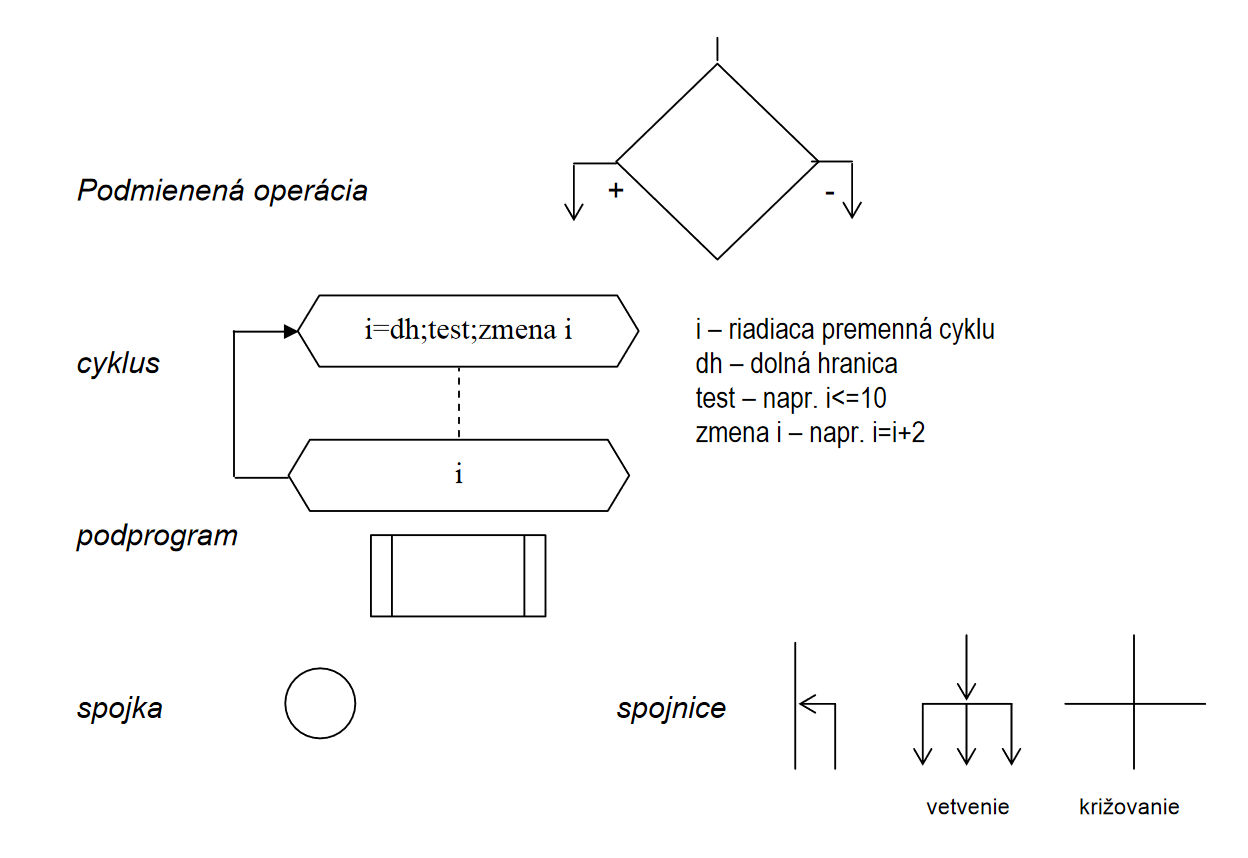 Podmienená operácia
+
-
cyklus
i=dh;test;zmena i
i
i – riadiaca premenná cyklu
dh – dolná hranica
test – napr. i<=10
zmena i – napr. i=i+2
podprogram
spojka
spojnice
vetvenie
križovanie